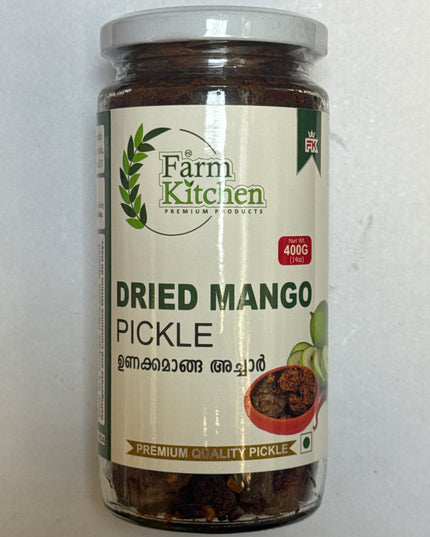 Farm
Kitchen
PREMIUM PRODUCTS
FK
Net Wt.
400G
[14oz]
DRIED MANGO
PICKLE
ഉണക്കമാങ്ങ അച്ചാർ
PREMIUM QUALITY PICKLE